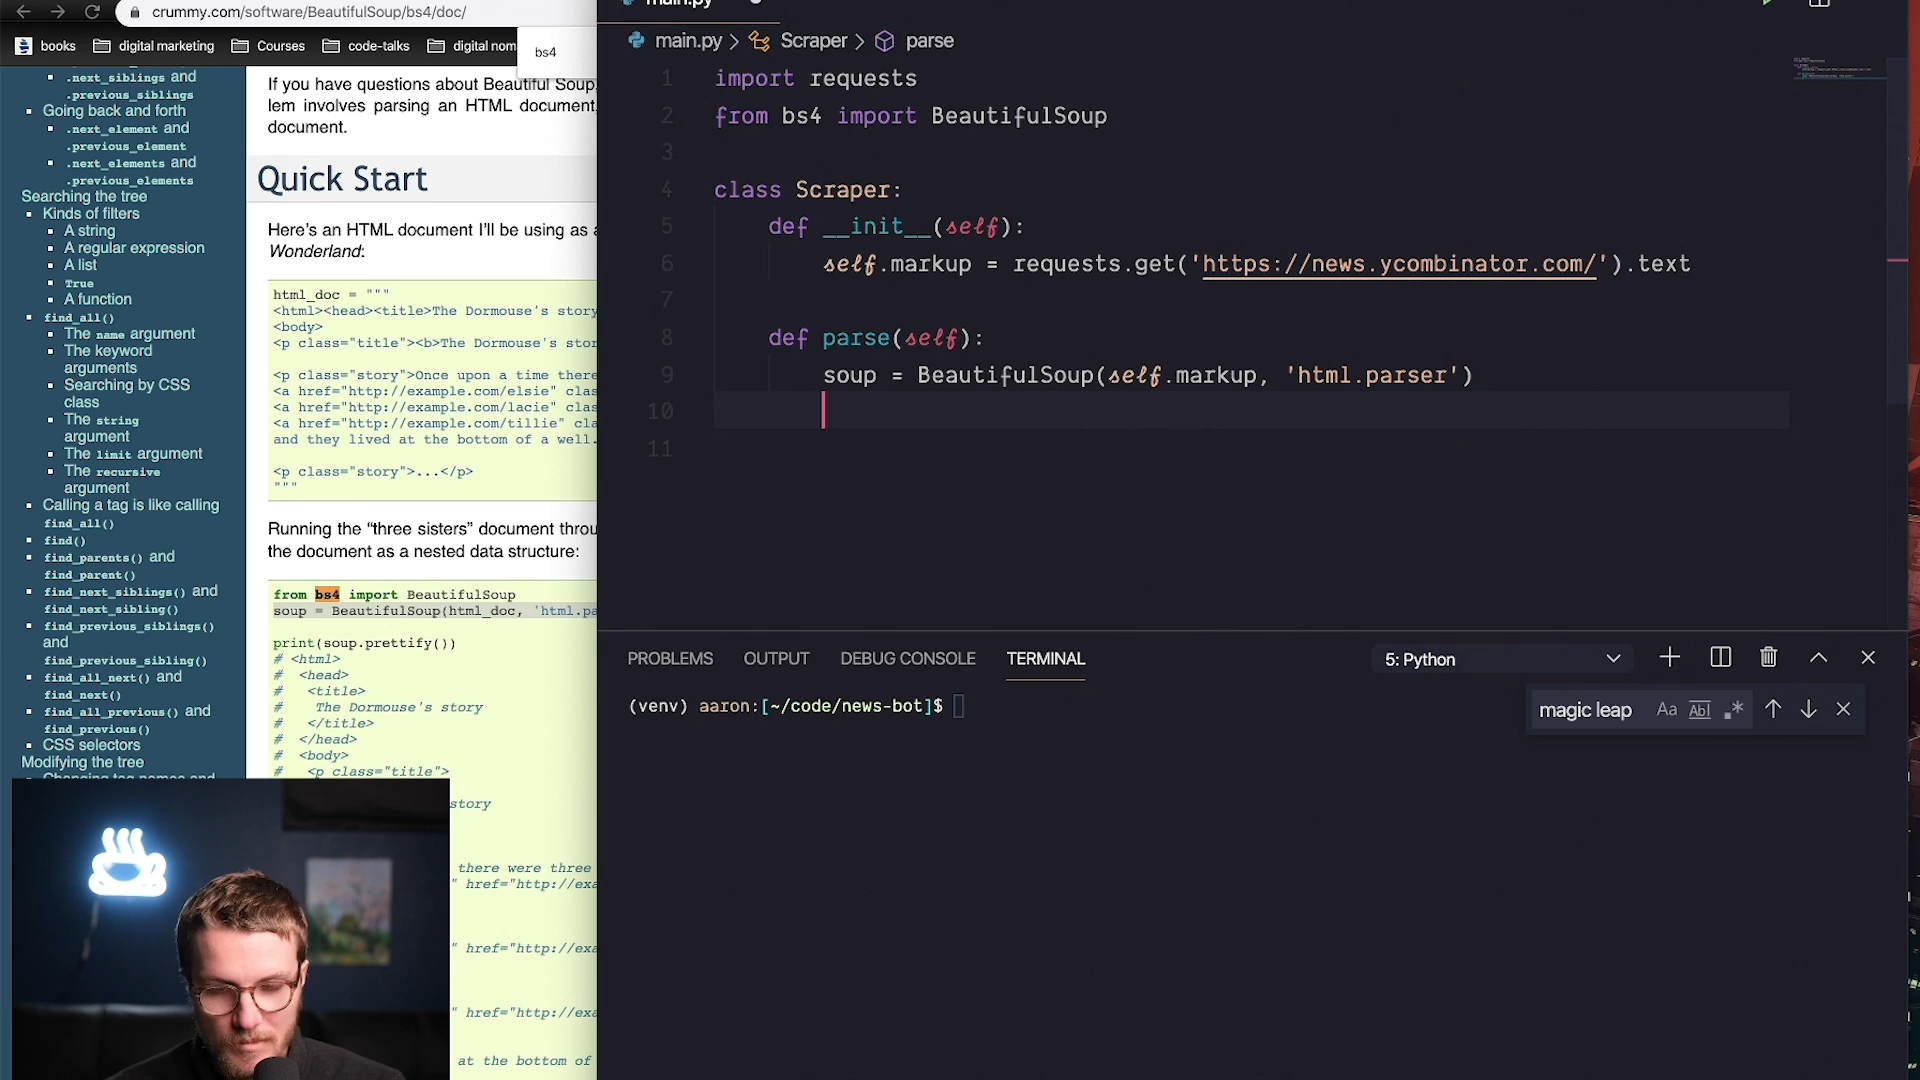 crummy.com/software/BeautifulSoup/bs4/doc/
books digital marketing Courses code-talks digital nom
bs4
.next_siblings and
.previous_siblings
Going back and forth
.next_element and
.previous_element
.next_elements and
.previous_elements
Searching the tree
Kinds of filters
A string
A regular expression
A list
True
A function
find_all()
The name argument
The keyword
arguments
Searching by CSS
class
The string
argument
The limit argument
The recursive
argument
Calling a tag is like calling
find_all()
find()
find_parents() and
find_parent()
find_next_siblings() and
find_next_sibling()
find_previous_siblings()
and
find_previous_sibling()
find_all_next() and
find_next()
find_all_previous() and
find_previous()
CSS selectors
Modifying the tree
Changing tag names and
If you have questions about Beautiful Soup,
lem involves parsing an HTML document,
document.
Quick Start
Here's an HTML document I'll be using as a
Wonderland:
html_doc = """
<html><head><title>The Dormouse's story
<body>
<p class="title"><b>The Dormouse's stor
<p class="story">Once upon a time there
<a href="http://example.com/elsie" clas
<a href="http://example.com/lacie" clas
<a href="http://example.com/tillie" cla
and they lived at the bottom of a well.
<p class="story">...</p>
"""
Running the “three sisters” document throu
the document as a nested data structure:
from bs4 import BeautifulSoup
soup = BeautifulSoup(html_doc, 'html.pa
print(soup.prettify())
# <html>
# <head>
# <title>
# The Dormouse's story
# </title>
# </head>
# <body>
# <p class="title">
story
there were three
" href="http://exa
" href="http://exa
" href="http://exa
at the bottom of
main.py
main.py > Scraper > parse
1 import requests
2 from bs4 import BeautifulSoup
3
4 class Scraper:
5 def __init__(self):
6 self.markup = requests.get('https://news.ycombinator.com/').text
7
8 def parse(self):
9 soup = BeautifulSoup(self.markup, 'html.parser')
10
11
PROBLEMS OUTPUT DEBUG CONSOLE TERMINAL 5: Python
(venv) aaron:[~/code/news-bot]$
magic leap Aa Abl .*